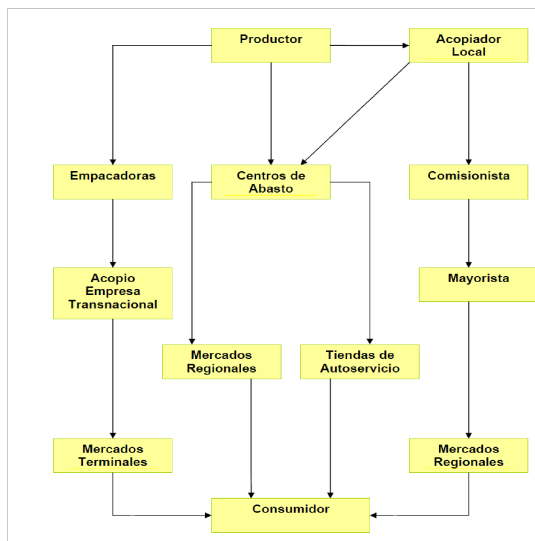 Productor
Acopiador
Local
Empacadoras
Centros de
Abasto
Comisionista
Acopio
Empresa
Transnacional
Mayorista
Mercados
Regionales
Tiendas de
Autoservicio
Mercados
Terminales
Mercados
Regionales
Consumidor